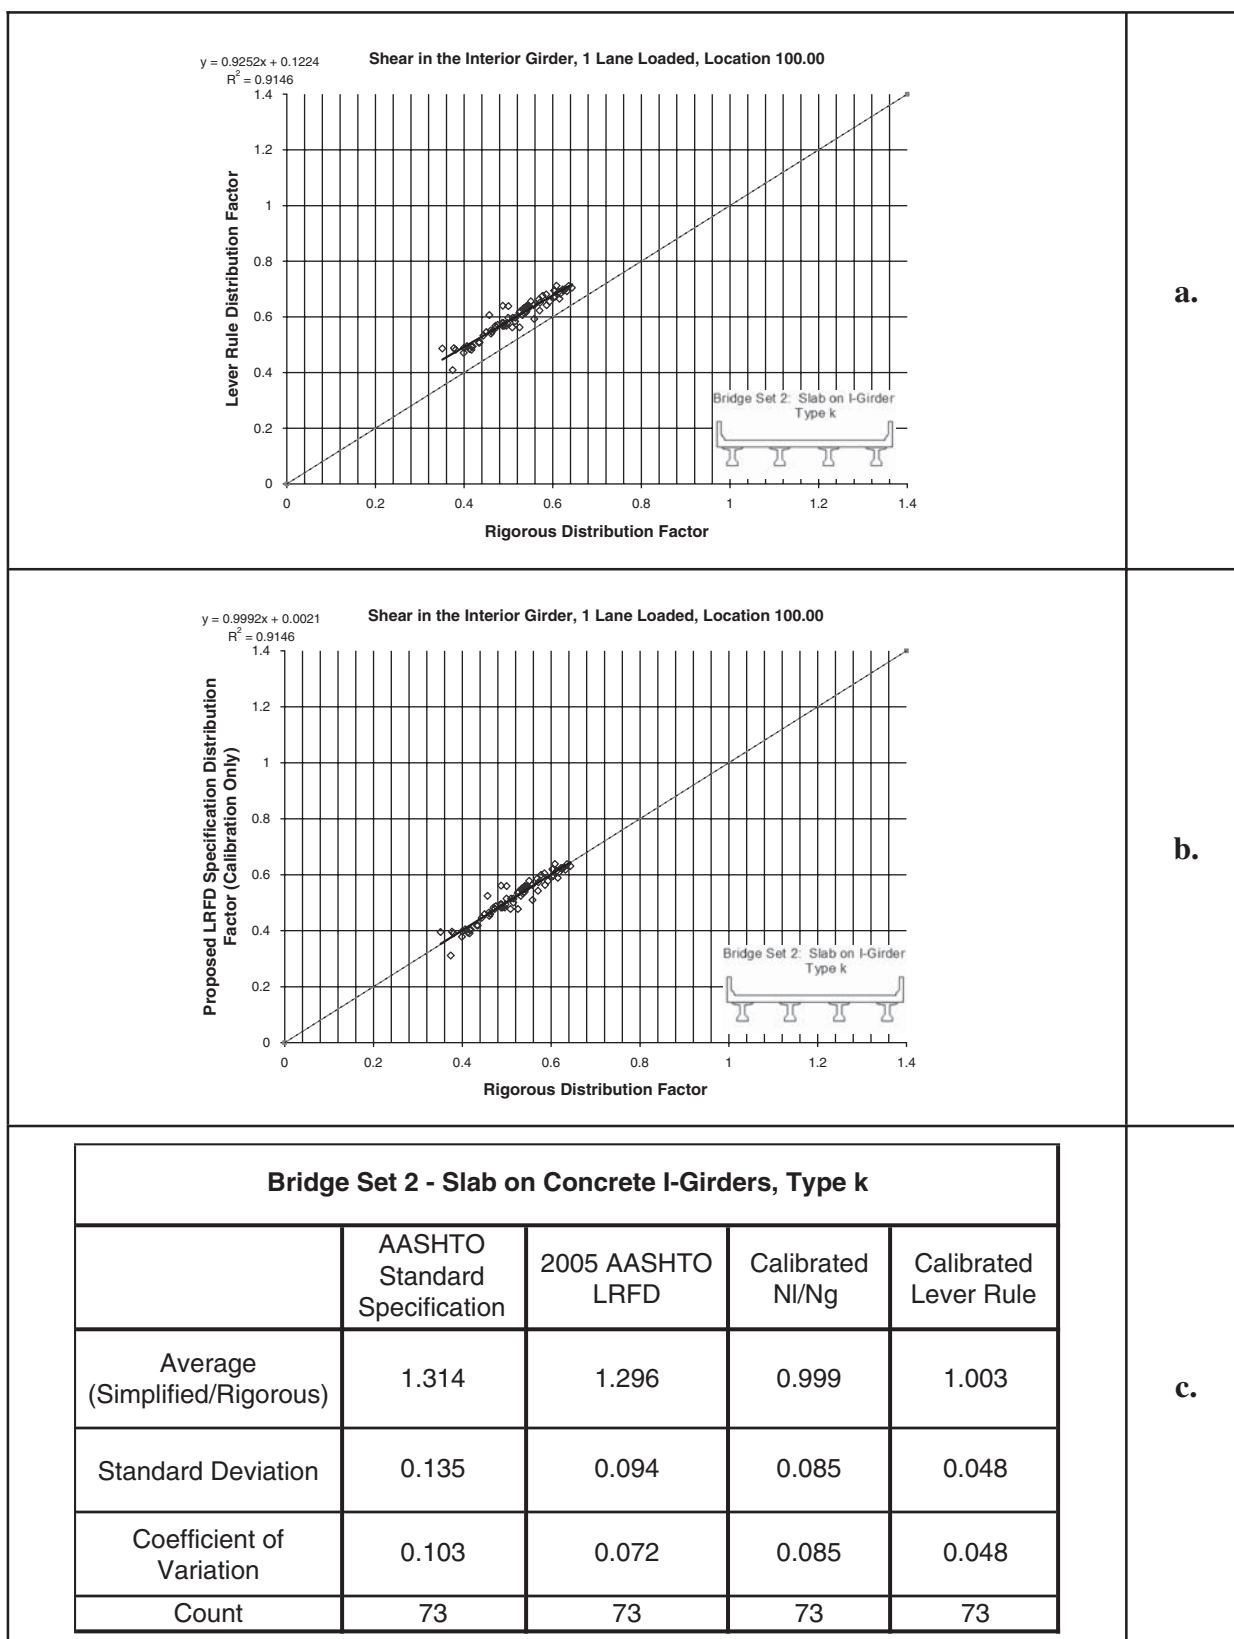 y = 0.9252x + 0.1224
R2 = 0.9146
Shear in the Interior Girder, 1 Lane Loaded, Location 100.00
Lever Rule Distribution Factor
1.4
1.2
1
0.8
0.6
0.4
0.2
0
0 0.2 0.4 0.6 0.8 1 1.2 1.4
Rigorous Distribution Factor
Bridge Set 2: Slab on I-Girder
Type k
a.
y = 0.9992x + 0.0021
R2 = 0.9146
Shear in the Interior Girder, 1 Lane Loaded, Location 100.00
Proposed LRFD Specification Distribution
Factor (Calibration Only)
1.4
1.2
1
0.8
0.6
0.4
0.2
0
0 0.2 0.4 0.6 0.8 1 1.2 1.4
Rigorous Distribution Factor
Bridge Set 2: Slab on I-Girder
Type k
b.
Bridge Set 2 - Slab on Concrete I-Girders, Type k
AASHTO
Standard
Specification
2005 AASHTO
LRFD
Calibrated
Nl/Ng
Calibrated
Lever Rule
Average
(Simplified/Rigorous)
1.314 1.296 0.999 1.003
Standard Deviation 0.135 0.094 0.085 0.048
Coefficient of
Variation
0.103 0.072 0.085 0.048
Count 73 73 73 73
c.